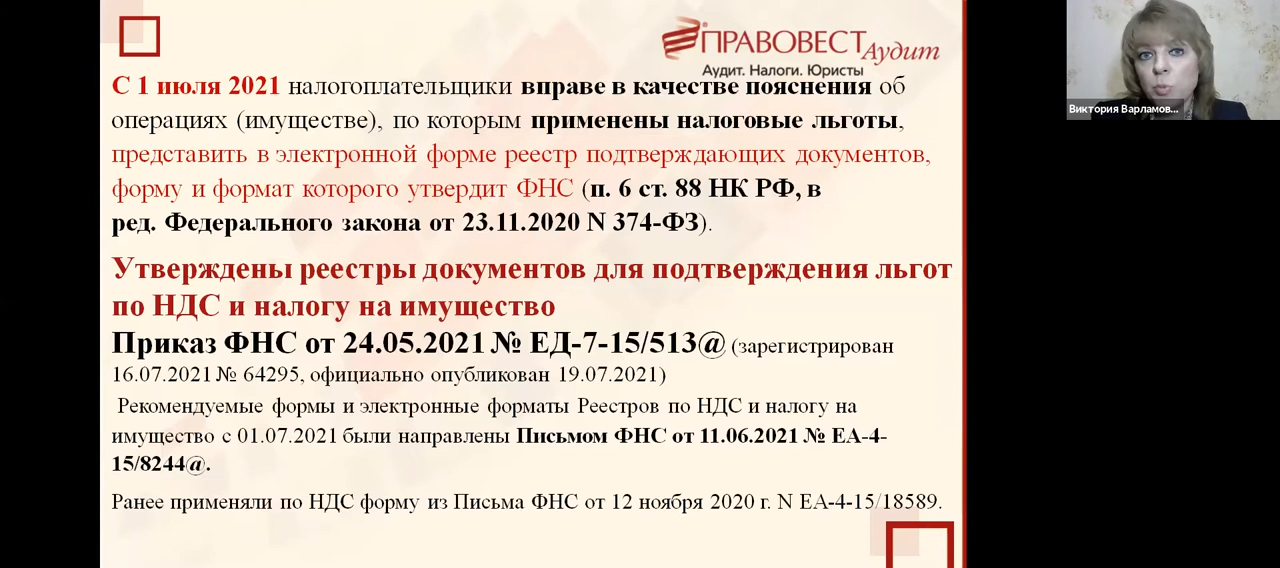 ПРАВОВЕСТ Аудит
Аудит. Налоги. Юристы
Виктория Варламов...
С 1 июля 2021 налогоплательщики вправе в качестве пояснения об
операциях (имуществе), по которым применены налоговые льготы,
представить в электронной форме реестр подтверждающих документов,
форму и формат которого утвердит ФНС (п. 6 ст. 88 НК РФ, в
ред. Федерального закона от 23.11.2020 N 374-ФЗ).
Утверждены реестры документов для подтверждения льгот
по НДС и налогу на имущество
Приказ ФНС от 24.05.2021 № ЕД-7-15/513@ (зарегистрирован
16.07.2021 № 64295, официально опубликован 19.07.2021)
Рекомендуемые формы и электронные форматы Реестров по НДС и налогу на
имущество с 01.07.2021 были направлены Письмом ФНС от 11.06.2021 № ЕА-4-
15/8244@.
Ранее применяли по НДС форму из Письма ФНС от 12 ноября 2020 г. N ЕА-4-15/18589.